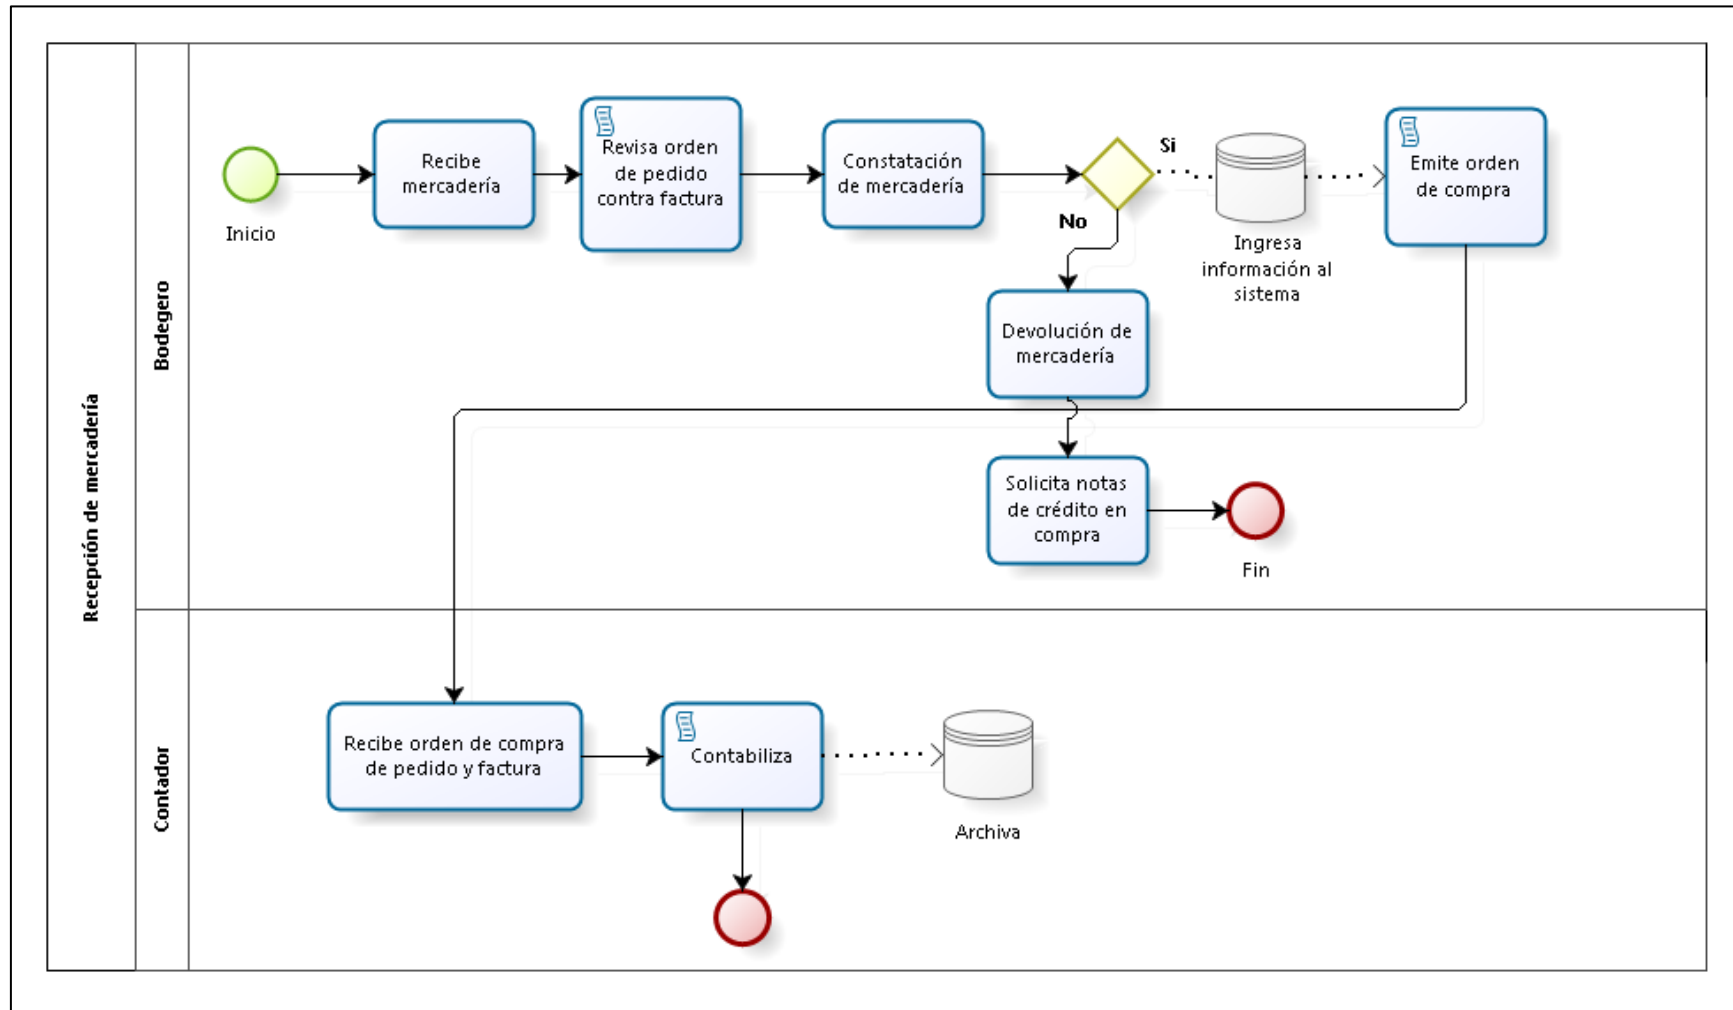 Recepción de mercadería
Bodegero
Inicio
Recibe
mercadería
Revisa orden
de pedido
contra factura
Constatación
de mercadería
Si
No
Ingresa
información al
sistema
Emite orden
de compra
Devolución de
mercadería
Solicita notas
de crédito en
compra
Fin
Contador
Recibe orden de compra
de pedido y factura
Contabiliza
Archiva